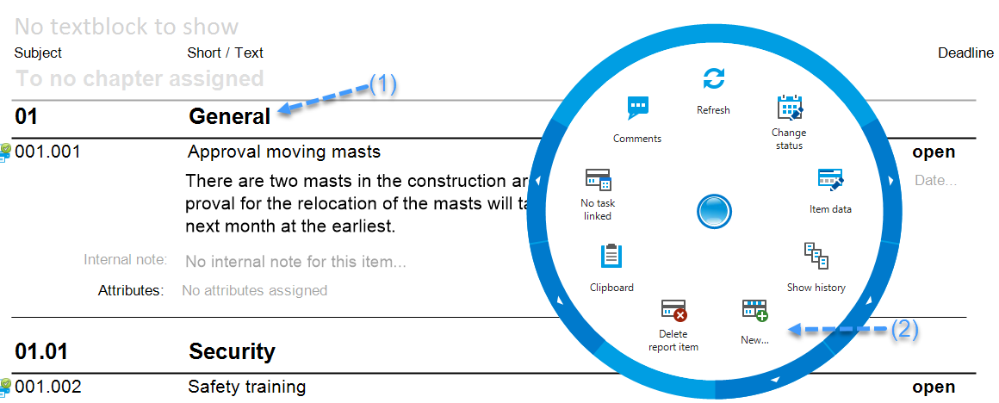 No textblock to show
Subject Short / Text Deadline
To no chapter assigned
(1)
01 General
001.001 Approval moving masts open
There are two masts in the construction Date...
proval for the relocation of the masts will
next month at the earliest.
Internal note: No internal note for this item...
Attributes: No attributes assigned
01.01 Security
001.002 Safety training open
Refresh
Change
status
Item data
Show history
New...
(2)
Delete
report item
Clipboard
No task
linked
Comments